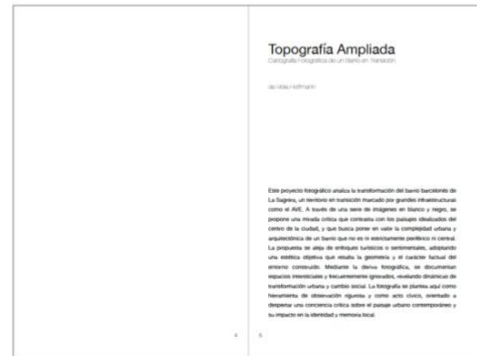 Topografía Ampliada
Cartografía Fotográfica de un Barrio en Transición
de Hoffmann
Este proyecto fotográfico analiza la transformación del barrio barcelonés de
La Sagrera, un territorio en transición marcado por grandes infraestructuras
como el AVE. A través de una serie de imágenes en blanco y negro, se
propone una mirada crítica que contrasta con los paisajes idealizados del
centro de la ciudad, y que busca poner en valor la complejidad urbana y
arquitectónica de un barrio que no es ni estrictamente periférico ni central.
La propuesta se aleja de enfoques turísticos o sentimentales, adoptando
una estética objetiva que resalta la geometría y el carácter factual del
entorno construido. Mediante la deriva fotográfica, se documentan
espacios intersticiales y frecuentemente ignorados, revelando dinámicas de
transformación urbana y cambio social. La fotografía se plantea aquí como
herramienta de observación rigurosa y como acto cívico, orientado a
despertar una conciencia crítica sobre el paisaje urbano contemporáneo y
su impacto en la identidad y memoria local.